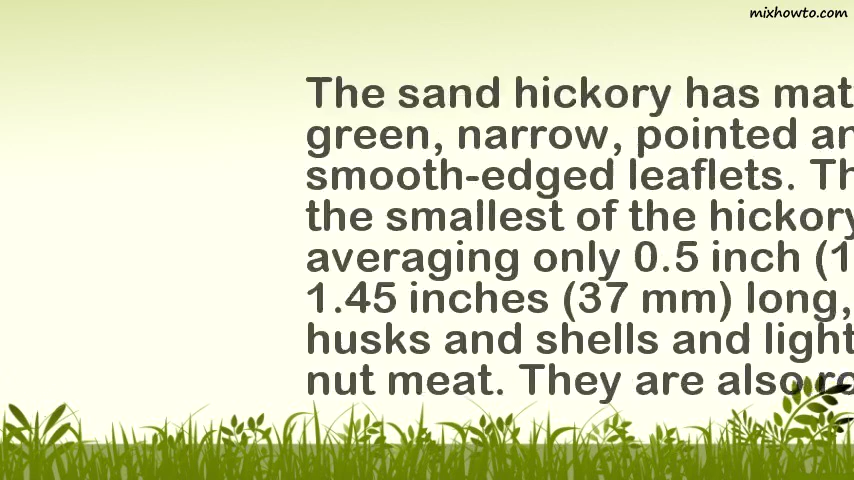 mixhowto.com
The sand hickory has mat
green, narrow, pointed an
smooth-edged leaflets. Th
the smallest of the hickory
averaging only 0.5 inch (1
1.45 inches (37 mm) long,
husks and shells and light
nut meat. They are also ro